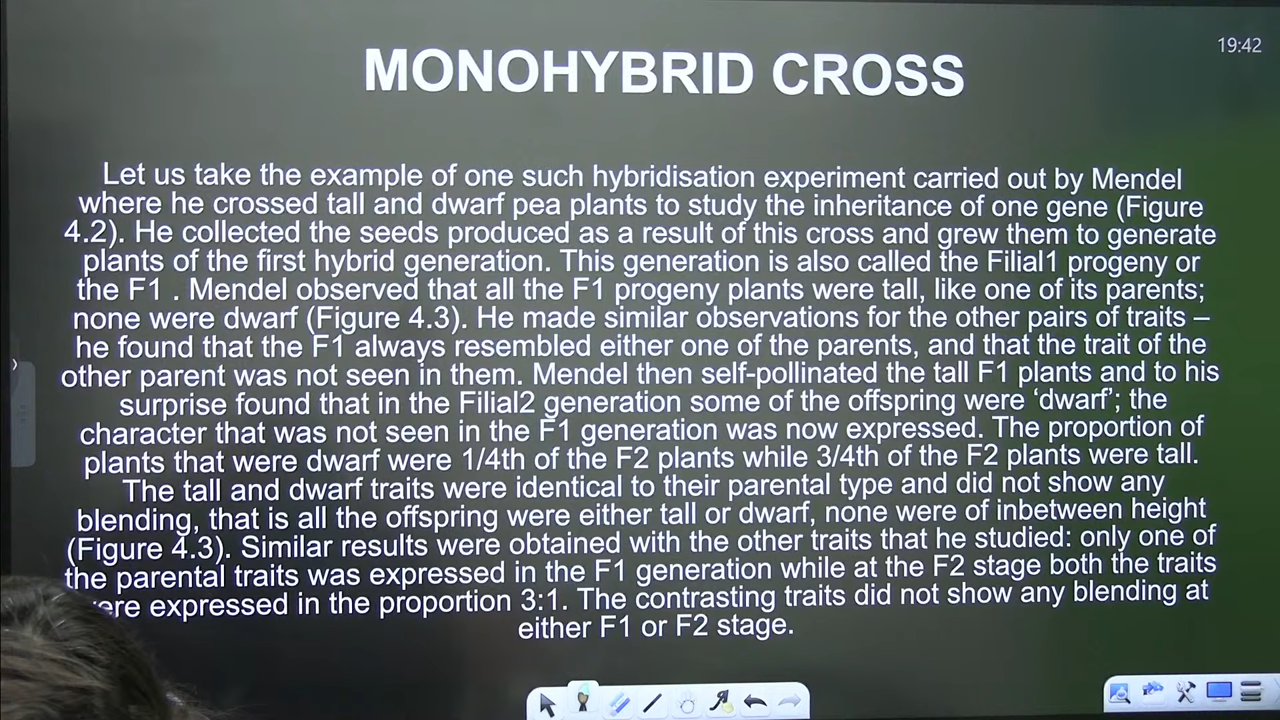 19:42
MONOHYBRID CROSS
Let us take the example of one such hybridisation experiment carried out by Mendel
where he crossed tall and dwarf pea plants to study the inheritance of one gene (Figure
4.2). He collected the seeds produced as a result of this cross and grew them to generate
plants of the first hybrid generation. This generation is also called the Filial1 progeny or
the F1 . Mendel observed that all the F1 progeny plants were tall, like one of its parents;
none were dwarf (Figure 4.3). He made similar observations for the other pairs of traits –
he found that the F1 always resembled either one of the parents, and that the trait of the
other parent was not seen in them. Mendel then self-pollinated the tall F1 plants and to his
surprise found that in the Filial2 generation some of the offspring were ‘dwarf’; the
character that was not seen in the F1 generation was now expressed. The proportion of
plants that were dwarf were 1/4th of the F2 plants while 3/4th of the F2 plants were tall.
The tall and dwarf traits were identical to their parental type and did not show any
blending, that is all the offspring were either tall or dwarf, none were of inbetween height
(Figure 4.3). Similar results were obtained with the other traits that he studied: only one of
the parental traits was expressed in the F1 generation while at the F2 stage both the traits
were expressed in the proportion 3:1. The contrasting traits did not show any blending at
either F1 or F2 stage.